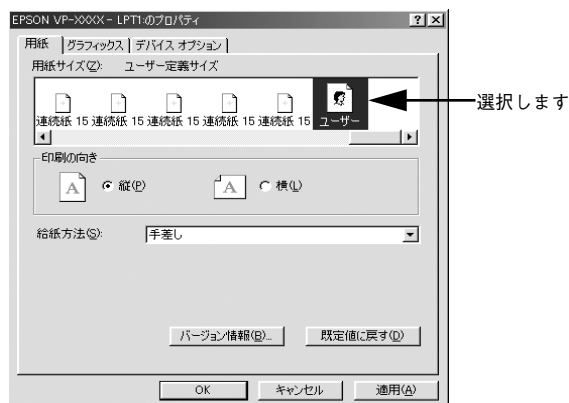 EPSON VP-XXXX - LPT1:のプロパティ
用紙 グラフィックス デバイス オプション
用紙サイズ(Z): ユーザー定義サイズ
連続紙 15 連続紙 15 連続紙 15 連続紙 15 連続紙 15 ユーザー
選択します
印刷の向き
A 縦(P) A 横(L)
給紙方法(S): 手差し
バージョン情報(B)... 既定値に戻す(D)
OK キャンセル 適用(A)